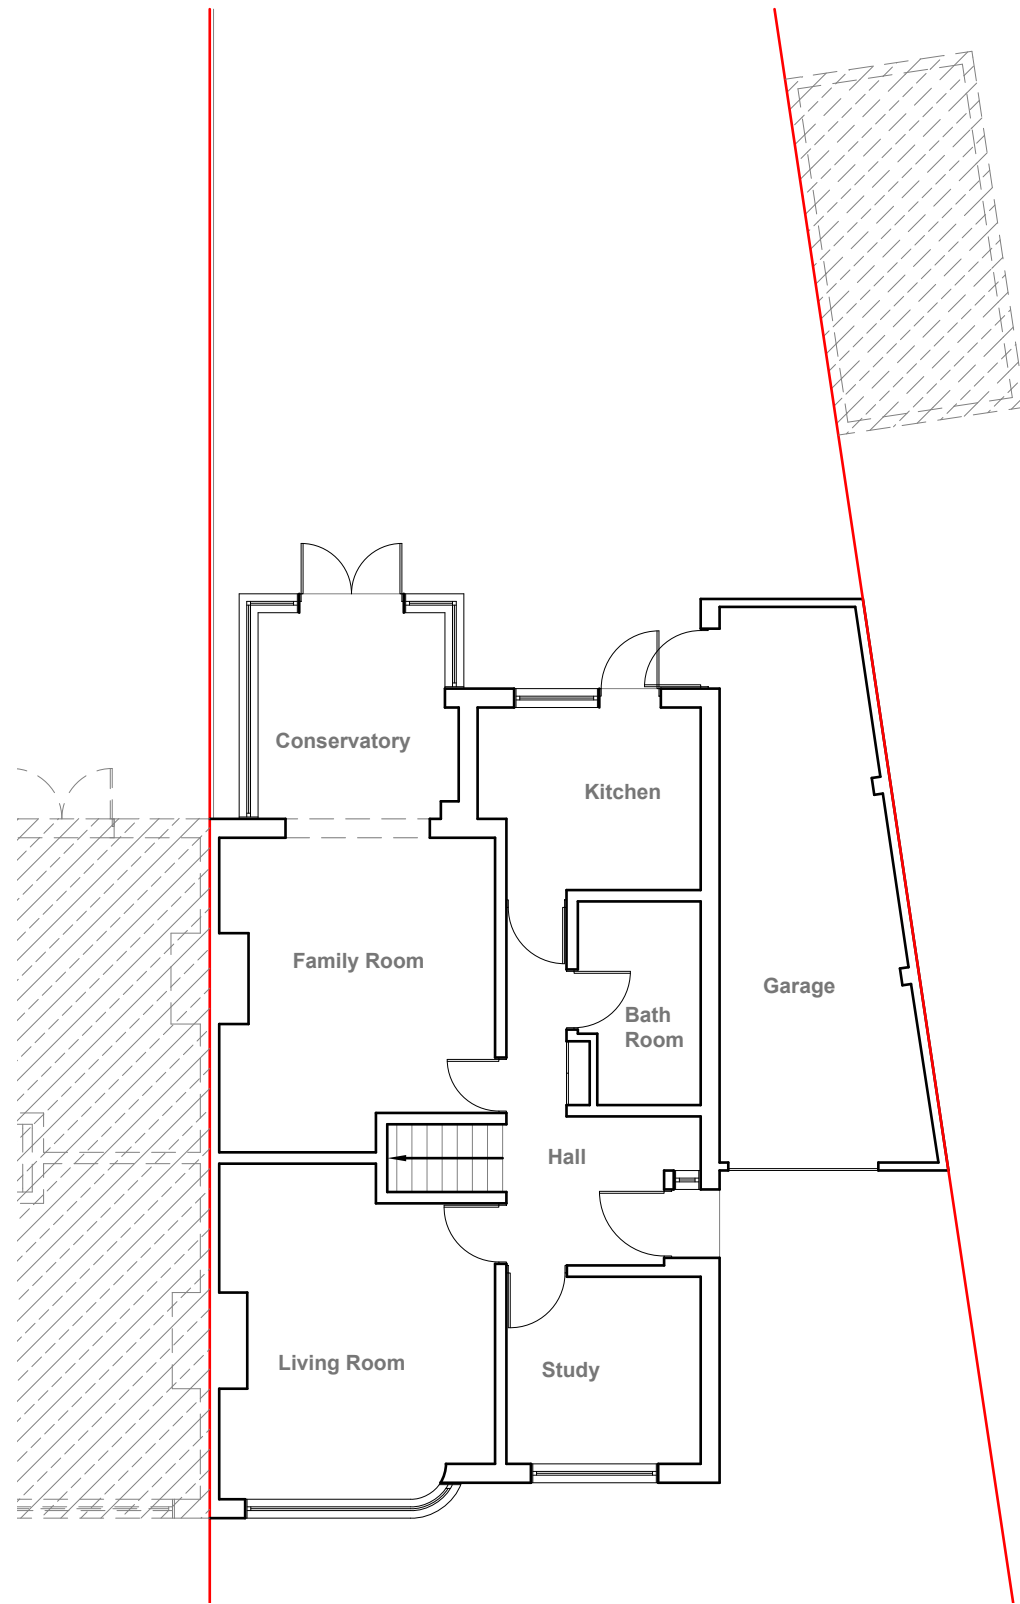 Conservatory
Kitchen
Family Room
Garage
Bath
Room
Hall
Living Room
Study